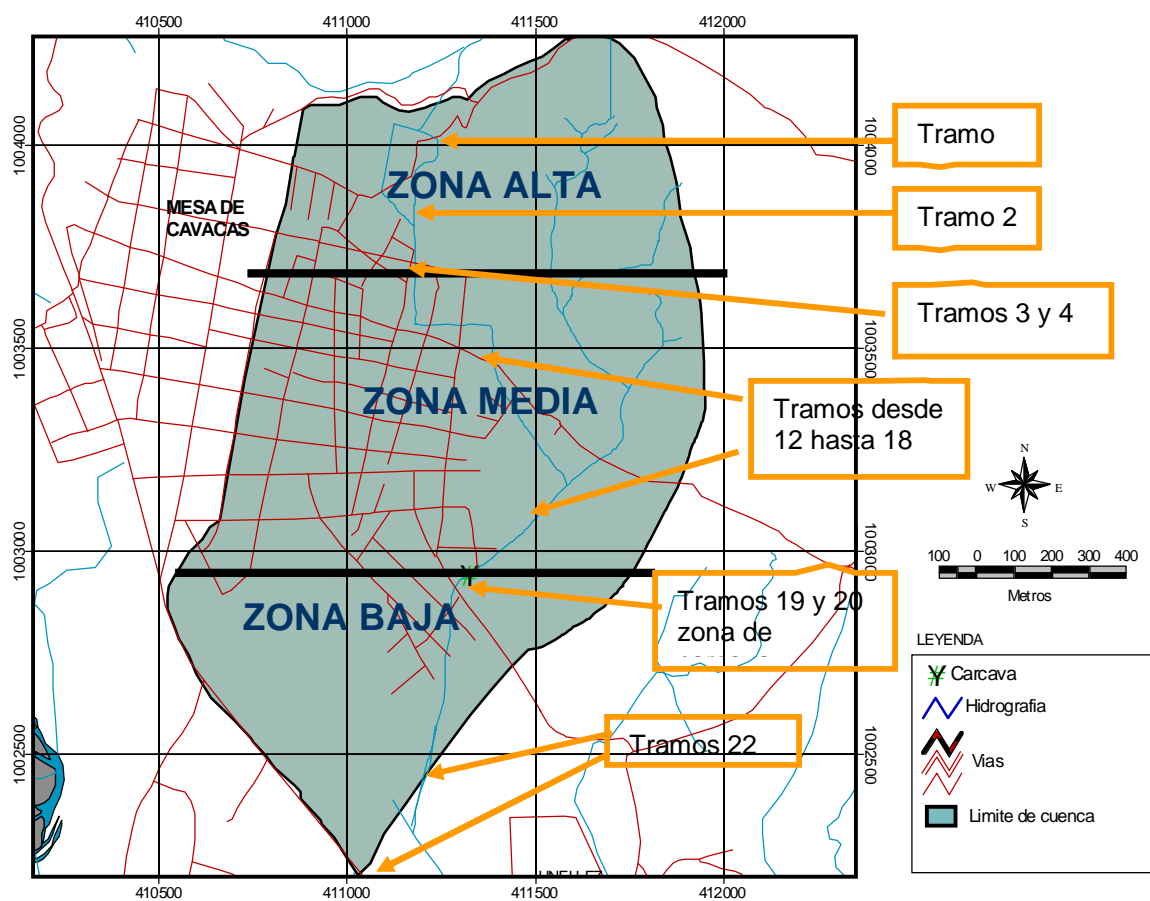 410500
411000
411500
412000
1004000
1004000
Tramo
ZONA ALTA
MESA DE
CAVACAS
Tramo 2
Tramos 3 y 4
1003500
1003500
ZONA MEDIA
Tramos desde
12 hasta 18
N
W
E
S
1003000
1003000
100 0 100 200 300 400
Metros
Tramos 19 y 20
zona de
ZONA BAJA
LEYENDA
Carcava
Hidrografia
Vias
Limite de cuenca
1002500
1002500
Tramos 22
410500
411000
411500
412000